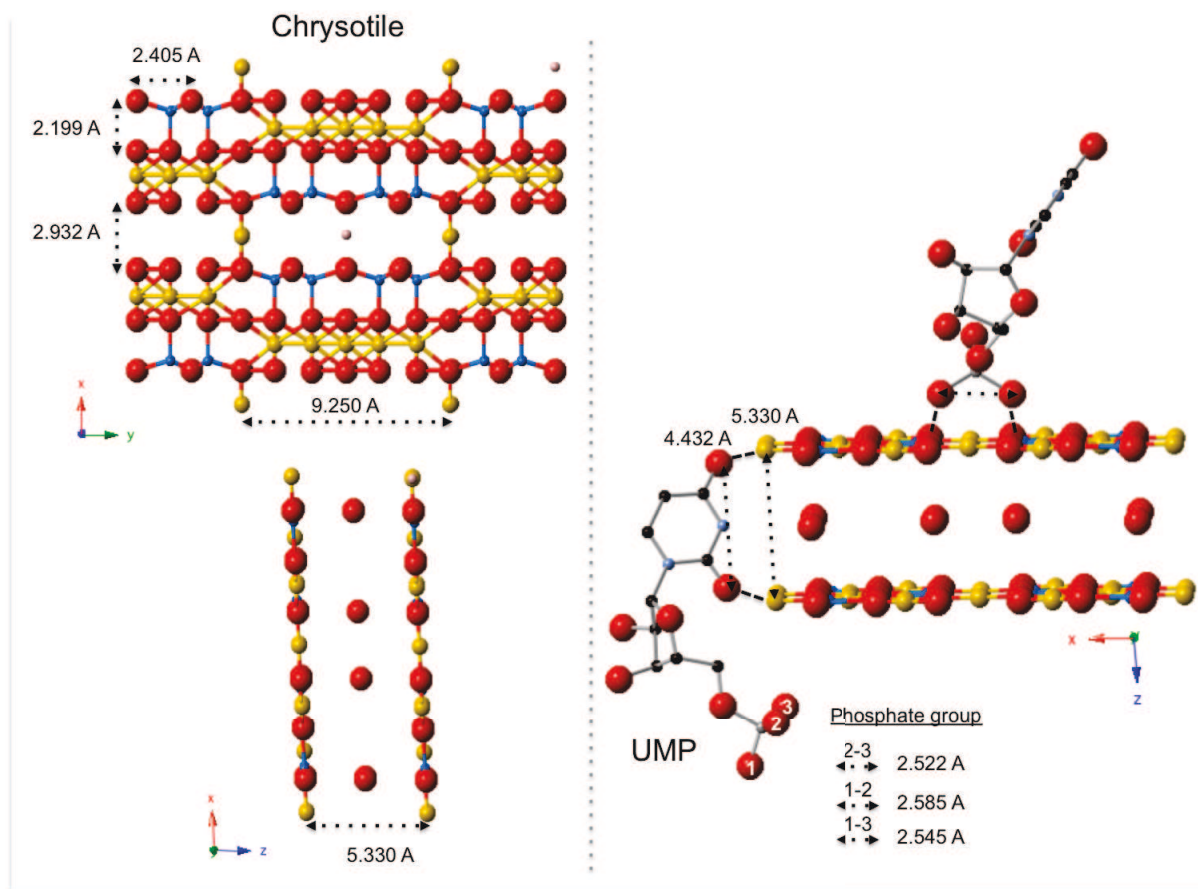 Chrysotile
2.405 A
2.199 A
2.932 A
x
y
9.250 A
x
y
z
5.330 A
5.330 A
4.432 A
x
y
z
UMP
1
2
3
Phosphate group
2-3
2.522 A
1-2
2.585 A
1-3
2.545 A